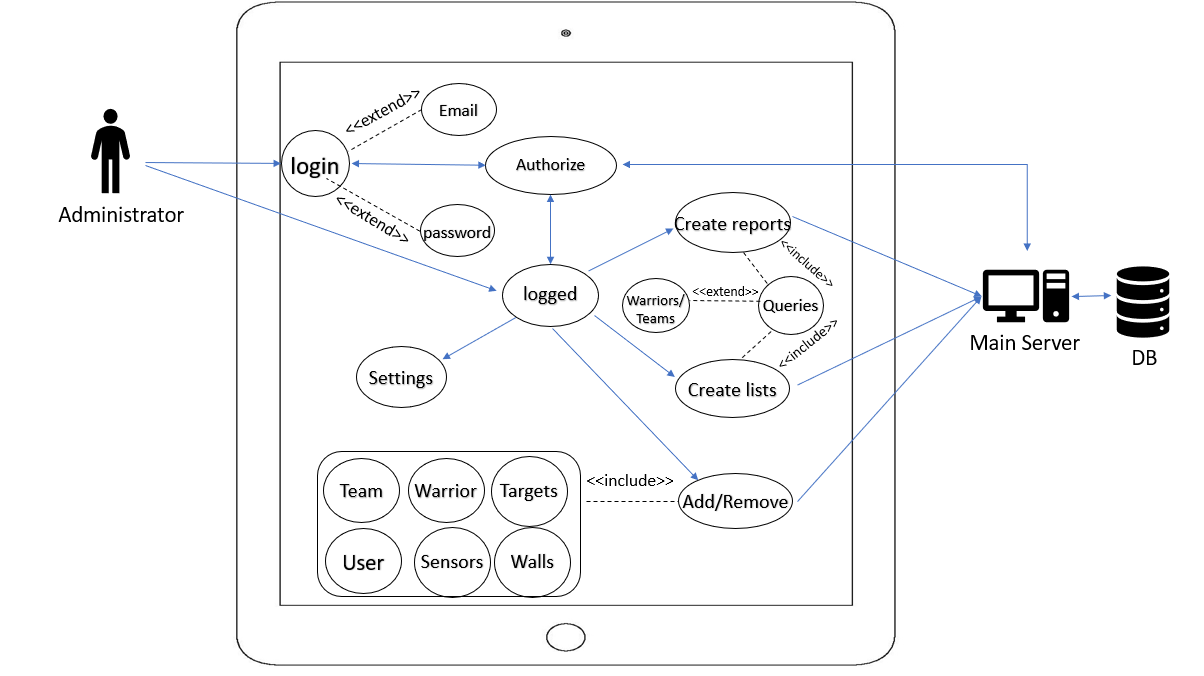 <<extend>>
Email
login
Authorize
Administrator
<<extend>>
password
Create reports
<<include>>
logged
Warriors/
Teams
<<extend>>
Queries
<<include>>
Main Server
DB
Settings
Create lists
Team
Warrior
Targets
<<include>>
Add/Remove
User
Sensors
Walls